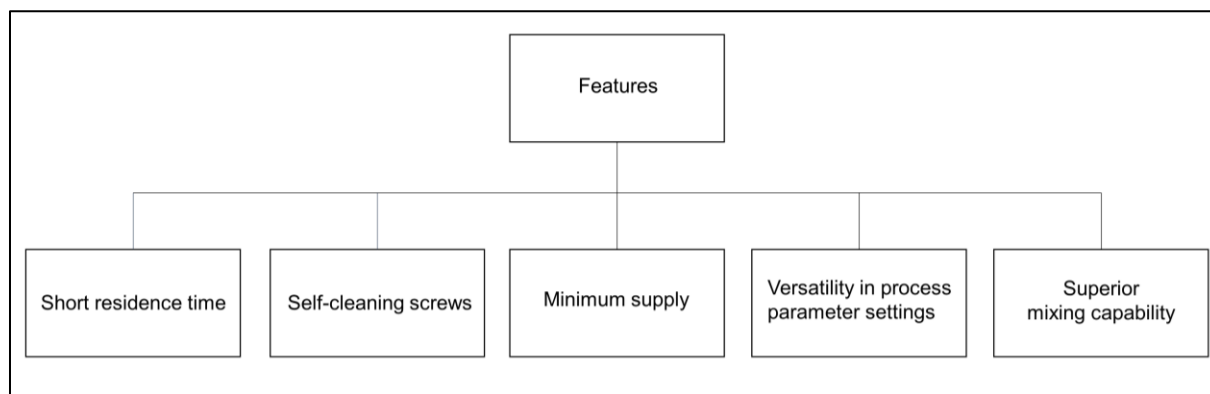 Features
Short residence time
Self-cleaning screws
Minimum supply
Versatility in process
parameter settings
Superior
mixing capability